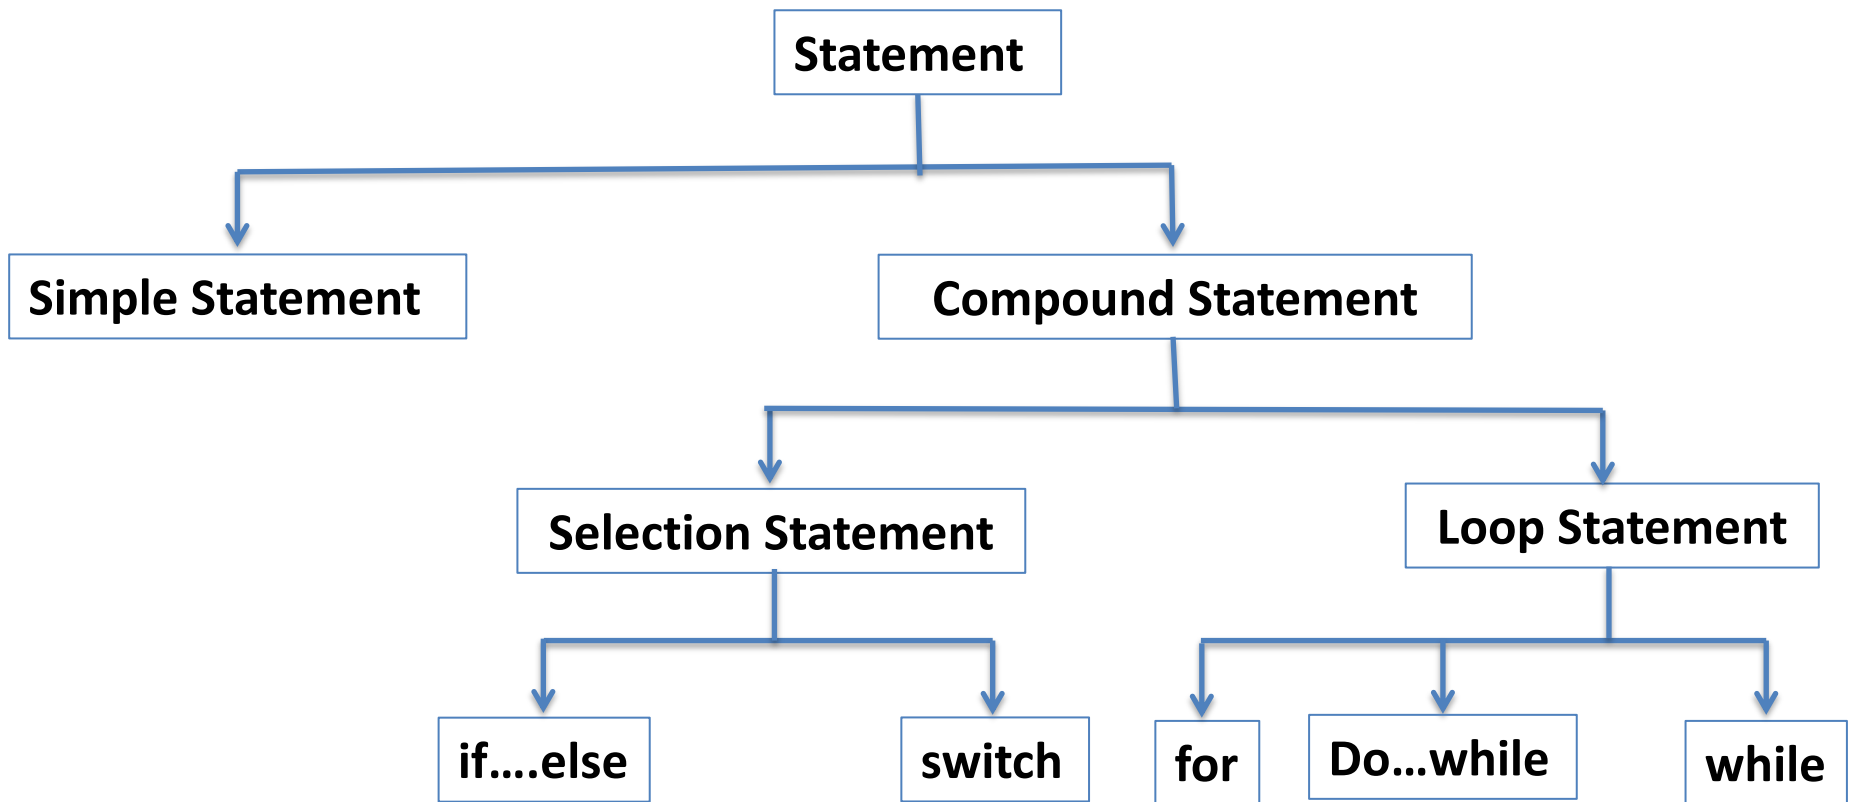 Statement
Simple Statement
Compound Statement
Selection Statement
Loop Statement
if....else
switch
for
Do...while
while